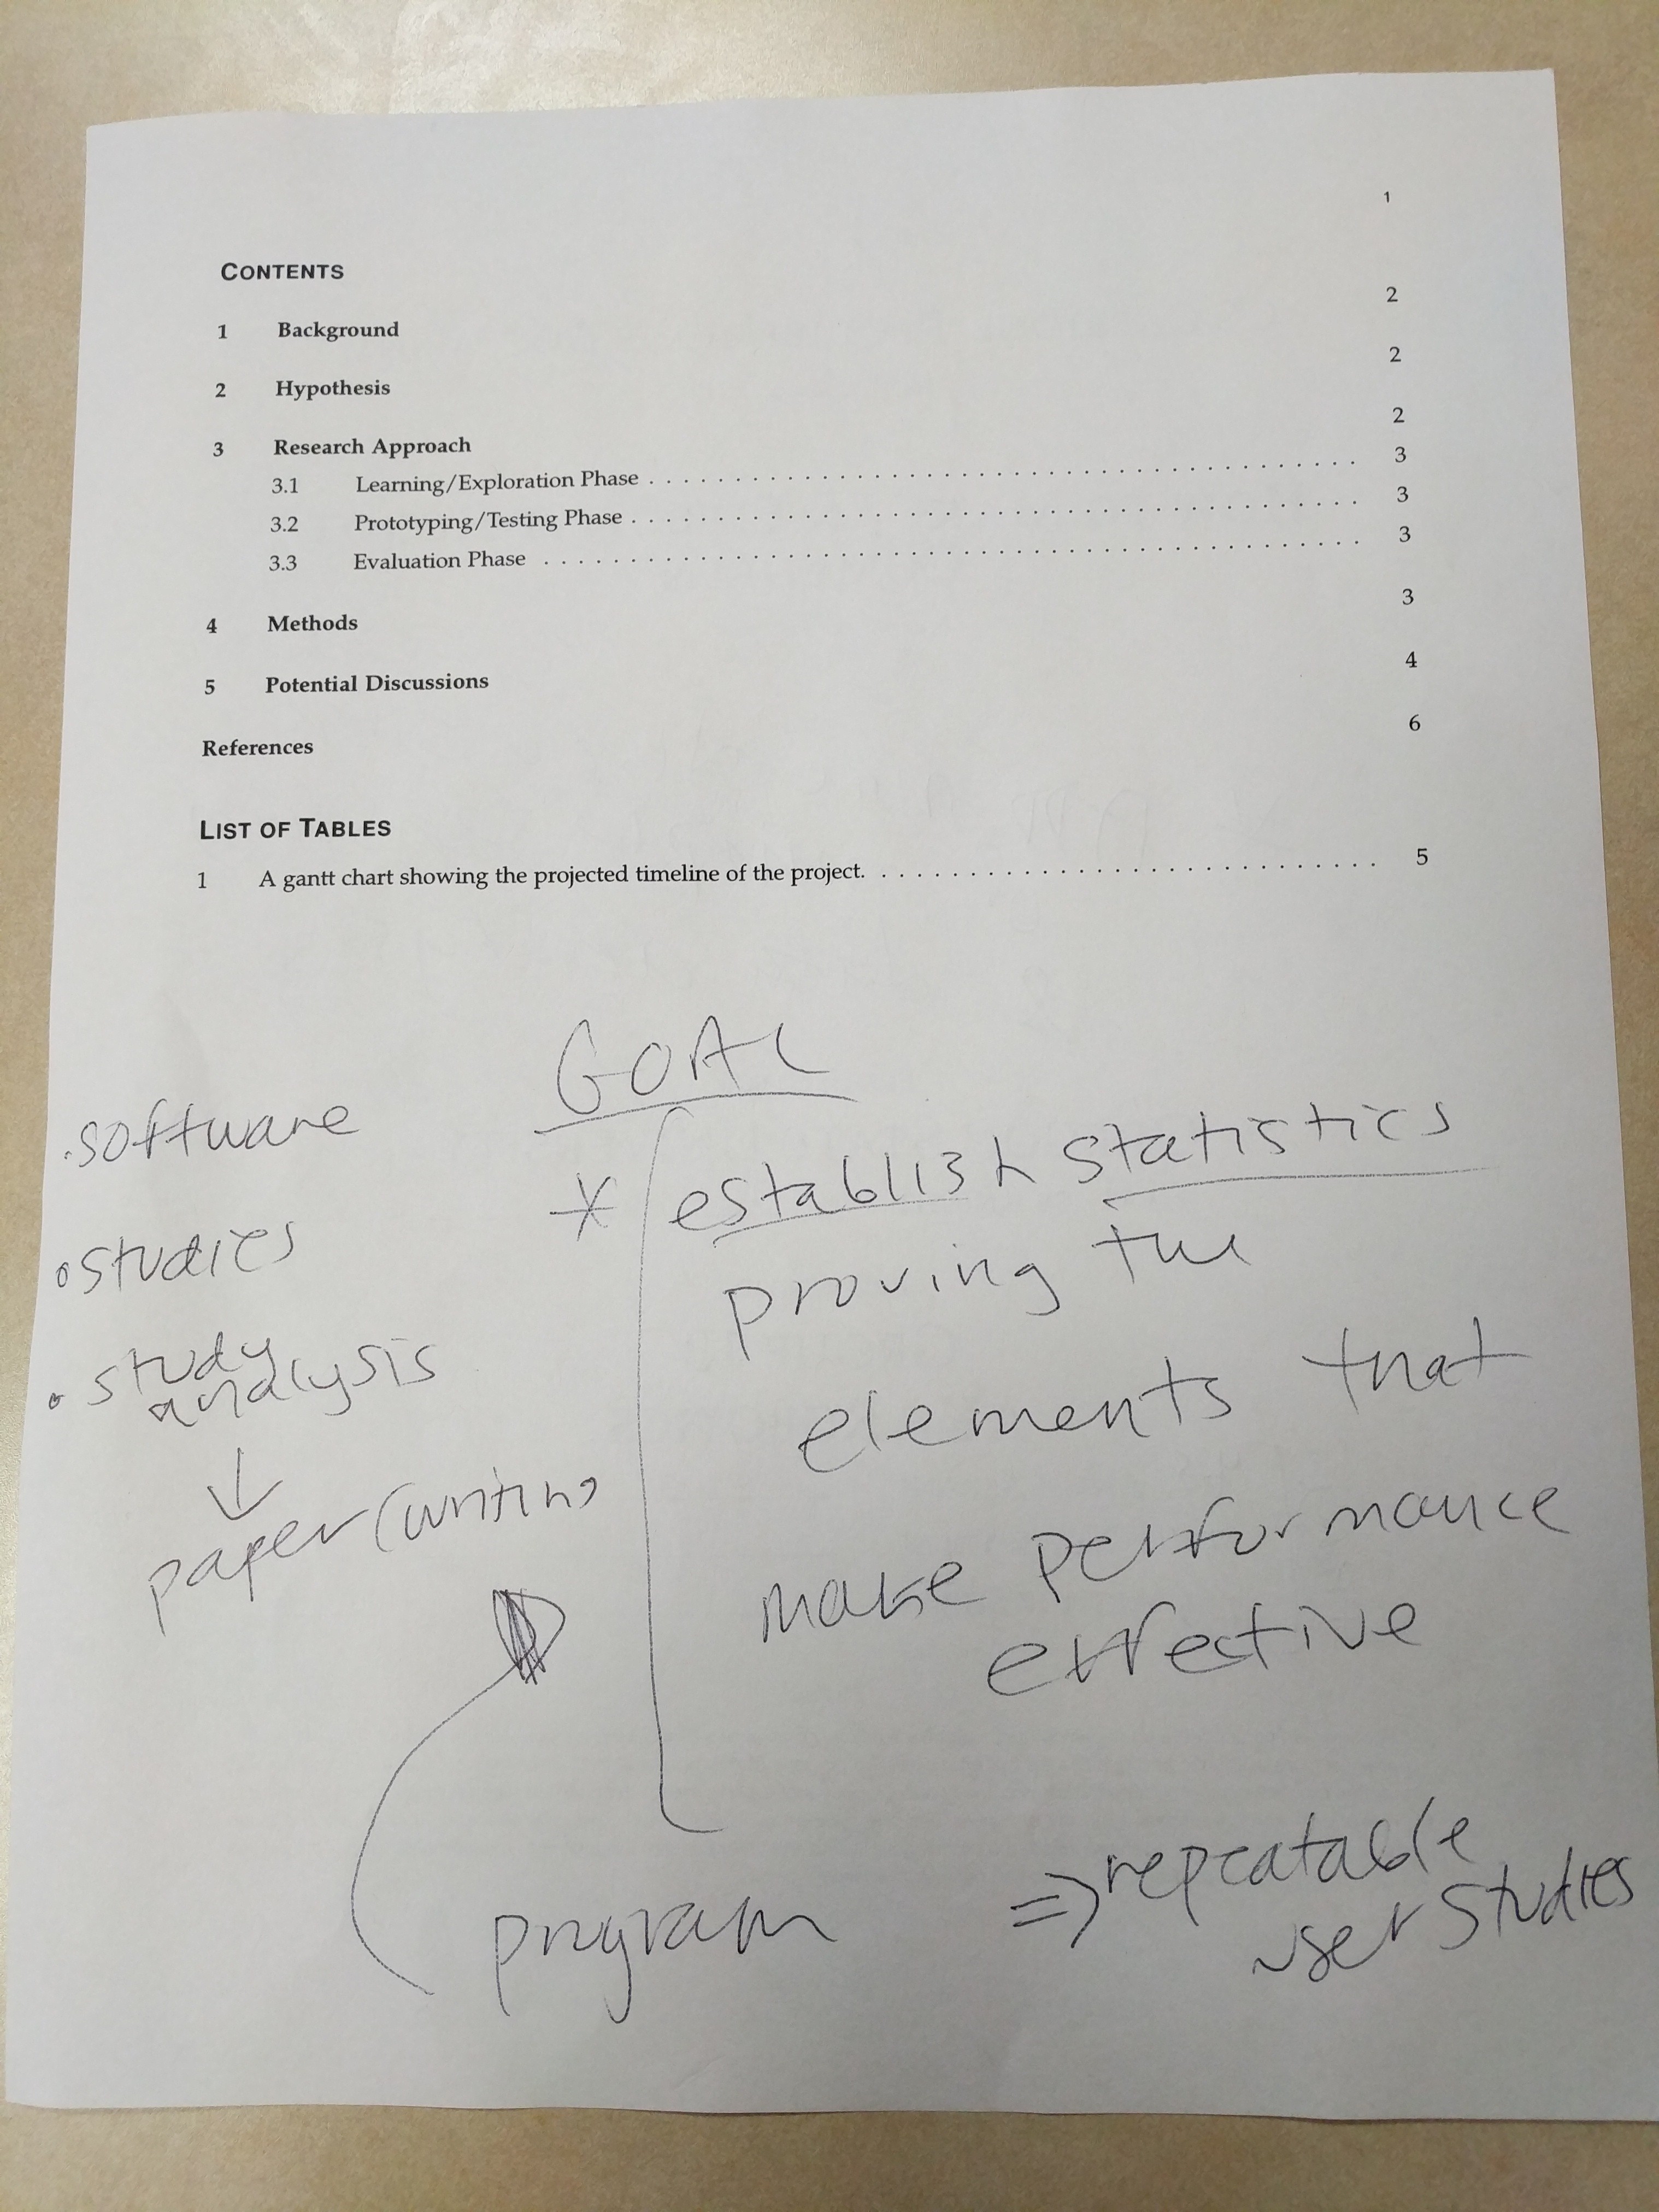 1
CONTENTS
1 Background 2
2 Hypothesis 2
3 Research Approach 2
3.1 Learning/Exploration Phase 3
3.2 Prototyping/Testing Phase 3
3.3 Evaluation Phase 3
4 Methods 3
5 Potential Discussions 4
References 6
LIST OF TABLES
1 A gantt chart showing the projected timeline of the project. 5
GOAL
* establish statistics
proving the
elements that
make performance
effective
• software
• studies
• study
analysis
↓
paper writing
program
⇒ repeatable
user studies